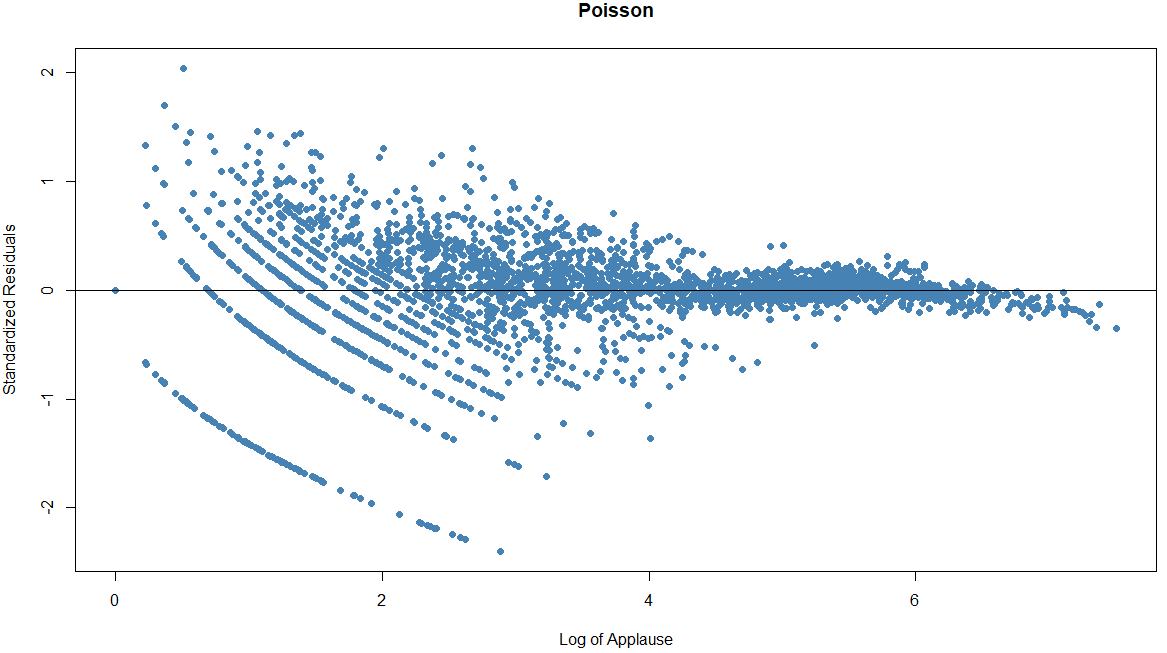 Poisson
Standardized Residuals
2
1
0
-1
-2
0 2 4 6
Log of Applause